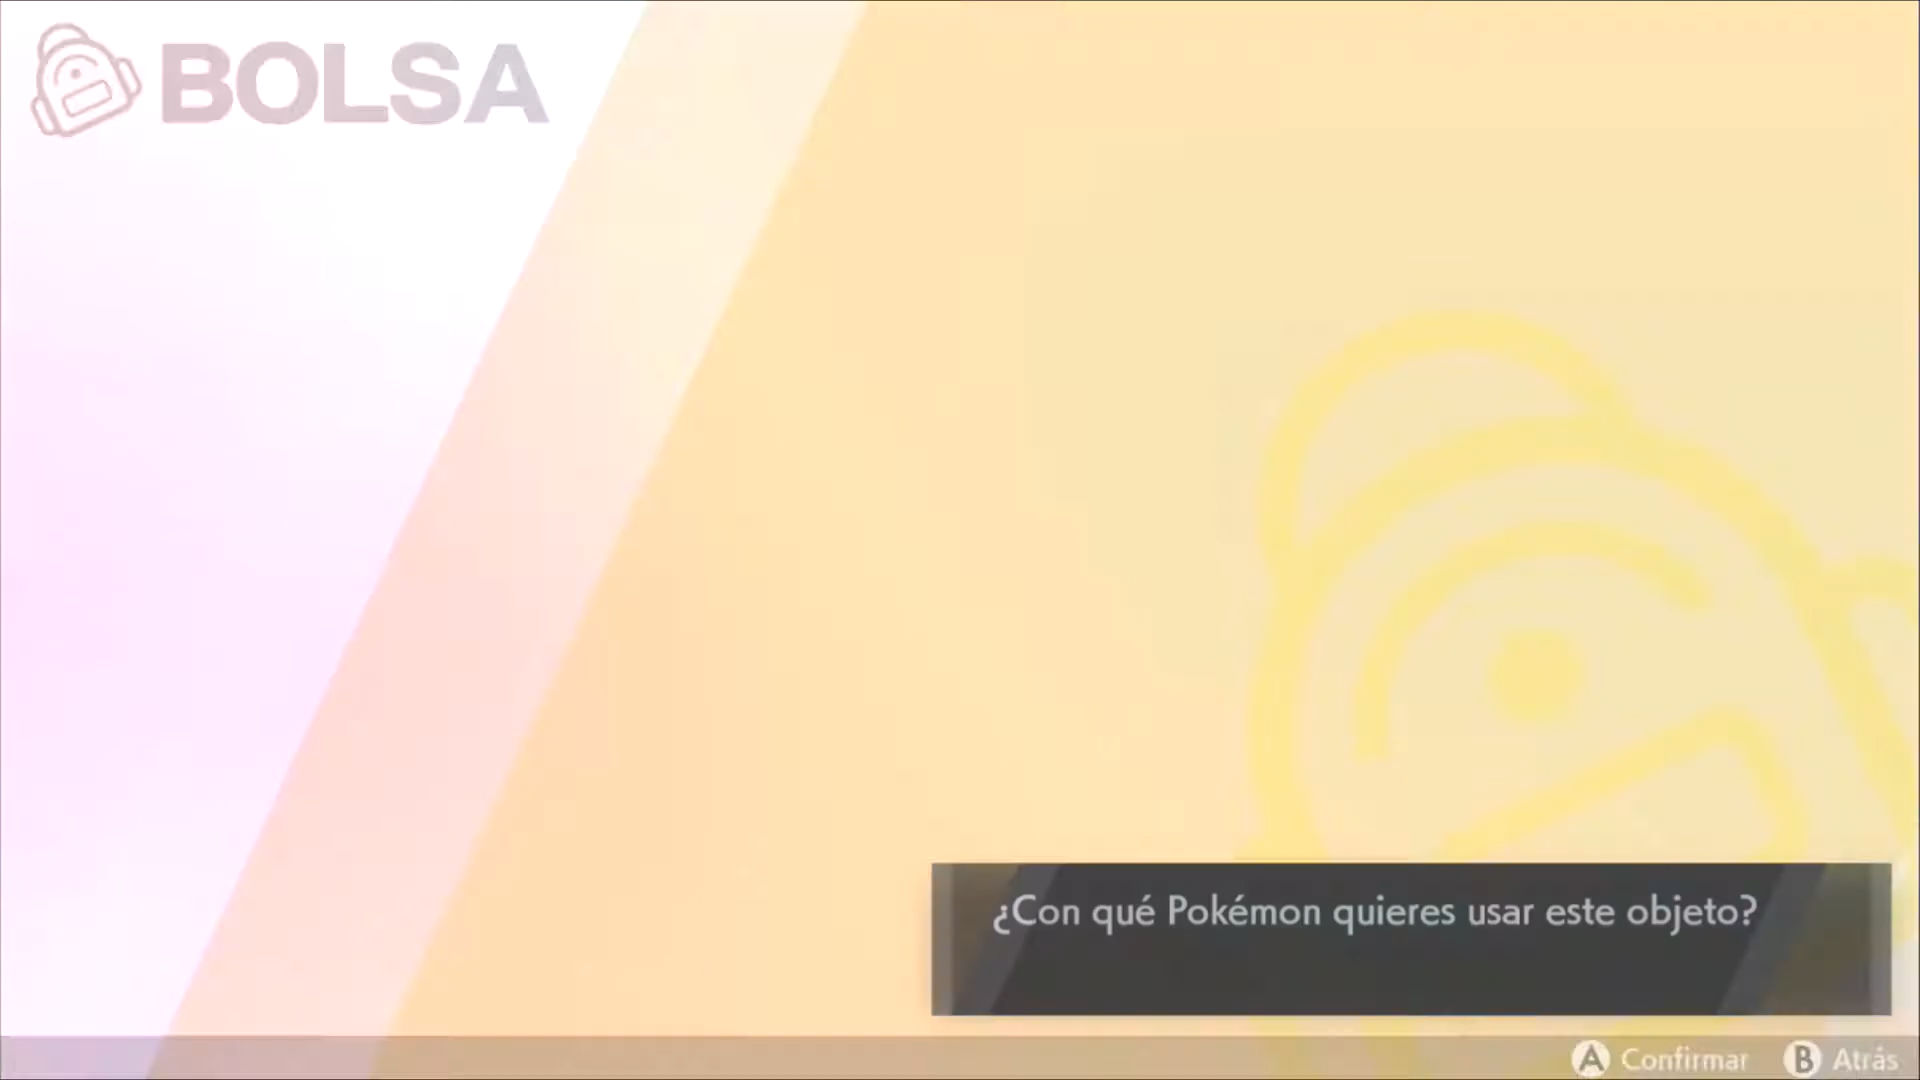 BOLSA
¿Con qué Pokémon quieres usar este objeto?
A Confirmar B Atrás